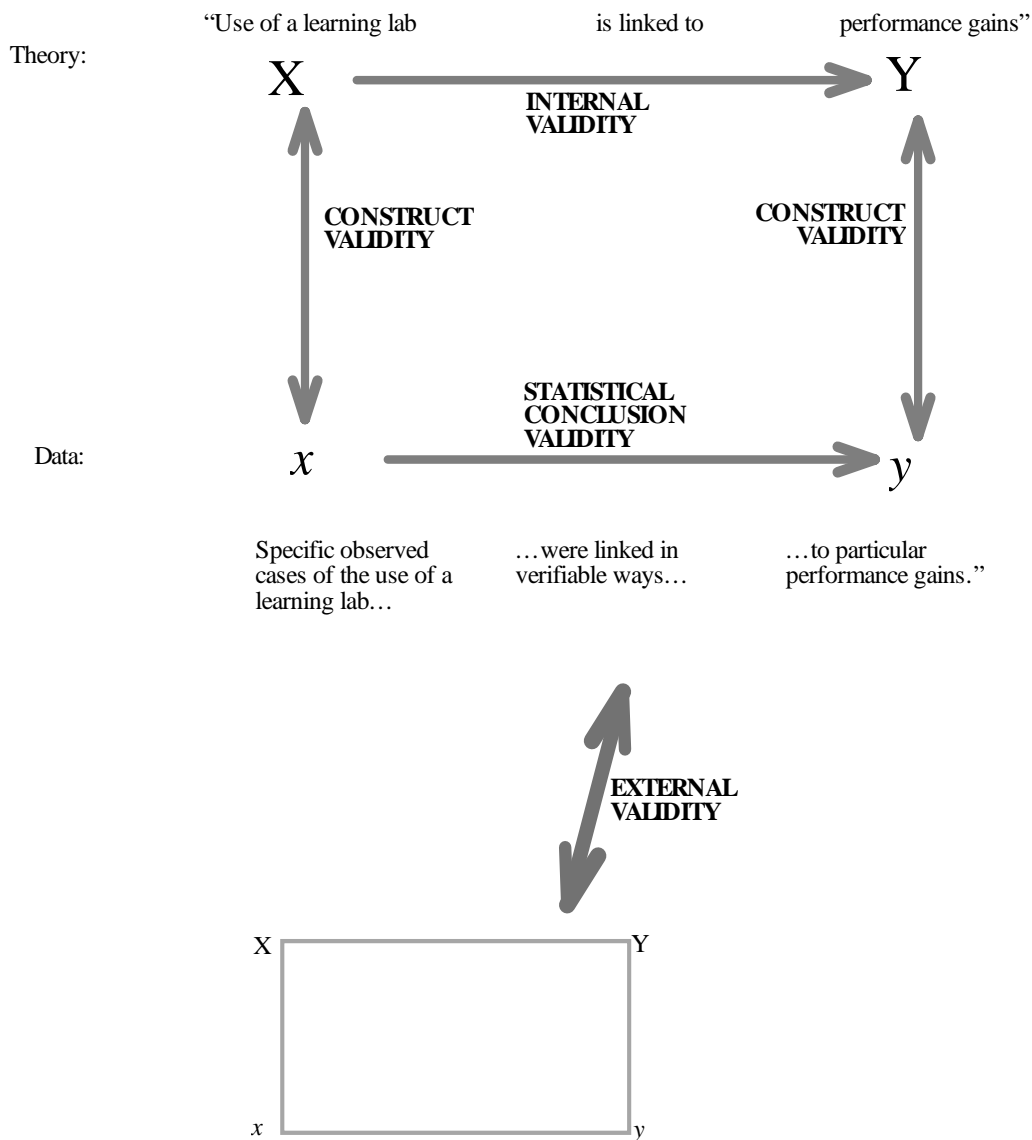 “Use of a learning lab is linked to performance gains”
Theory:
X Y
INTERNAL
VALIDITY
CONSTRUCT
VALIDITY
CONSTRUCT
VALIDITY
STATISTICAL
CONCLUSION
VALIDITY
Data:
x y
Specific observed
cases of the use of a
learning lab…
…were linked in
verifiable ways…
…to particular
performance gains.”
EXTERNAL
VALIDITY
X Y
x y